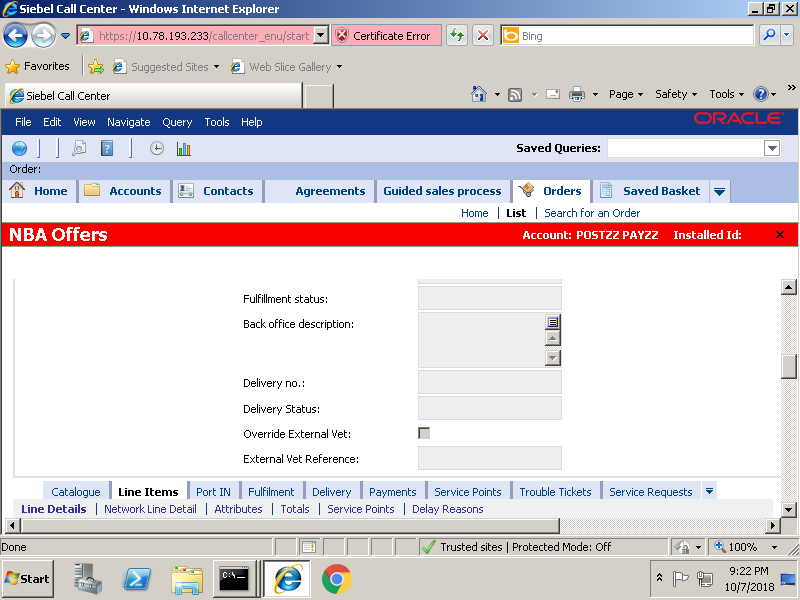 Siebel Call Center - Windows Internet Explorer
https://10.78.193.233/callcenter_enu/start
Certificate Error
Bing
Favorites
Suggested Sites
Web Slice Gallery
Siebel Call Center
Page
Safety
Tools
File Edit View Navigate Query Tools Help
ORACLE
Saved Queries:
Order:
Home Accounts Contacts Agreements Guided sales process Orders Saved Basket
Home | List | Search for an Order
NBA Offers
Account: POSTZZ PAYZZ Installed Id:
Fulfillment status:
Back office description:
Delivery no.:
Delivery Status:
Override External Vet:
External Vet Reference:
Catalogue Line Items Port IN Fulfilment Delivery Payments Service Points Trouble Tickets Service Requests
Line Details | Network Line Detail | Attributes | Totals | Service Points | Delay Reasons
Done
Trusted sites | Protected Mode: Off
100%
Start
C:\.
9:22 PM
10/7/2018